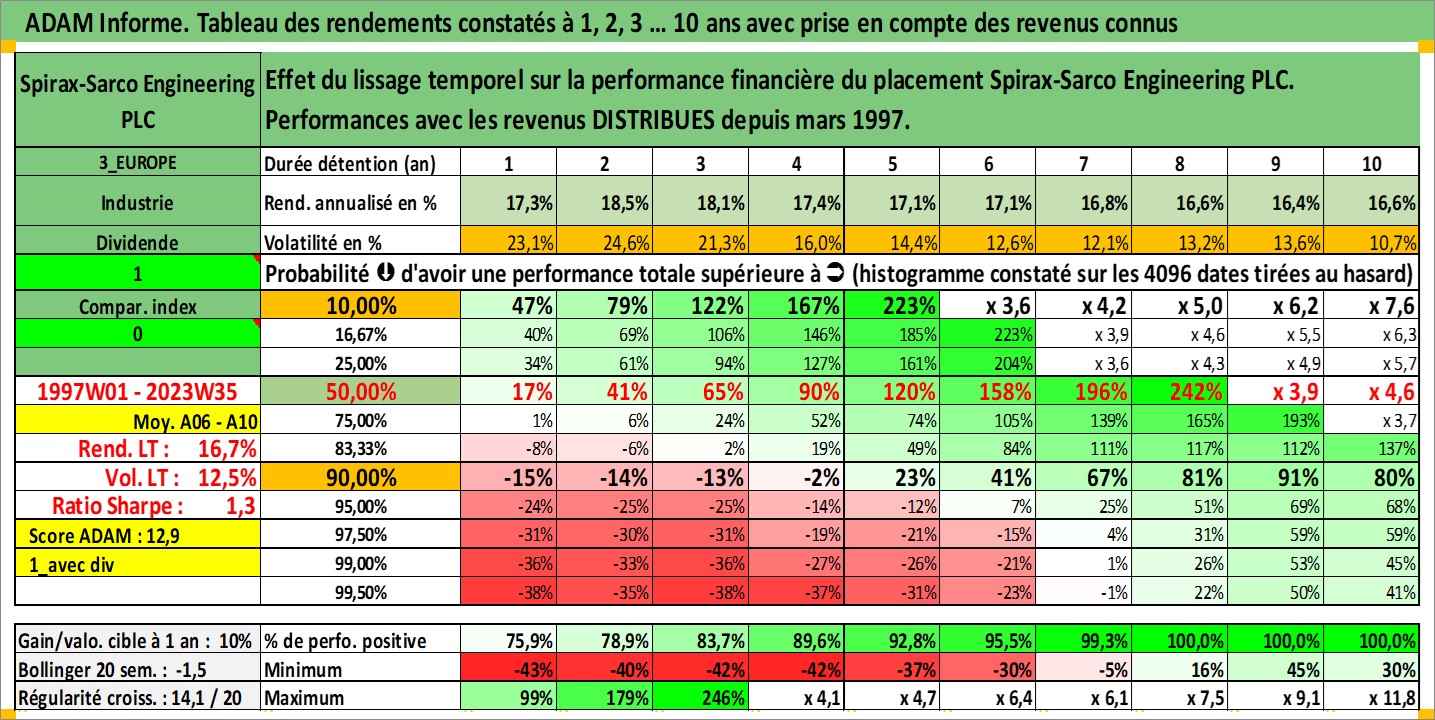 ADAM Informe. Tableau des rendements constatés à 1, 2, 3 ... 10 ans avec prise en compte des revenus connus
Spirax-Sarco Engineering PLC
Effet du lissage temporel sur la performance financière du placement Spirax-Sarco Engineering PLC.
Performances avec les revenus DISTRIBUES depuis mars 1997.
3_EUROPE Durée détention (an) 1 2 3 4 5 6 7 8 9 10
Industrie Rend. annualisé en % 17,3% 18,5% 18,1% 17,4% 17,1% 17,1% 16,8% 16,6% 16,4% 16,6%
Dividende Volatilité en % 23,1% 24,6% 21,3% 16,0% 14,4% 12,6% 12,1% 13,2% 13,6% 10,7%
1 Probabilité ⬇ d'avoir une performance totale supérieure à ➲ (histogramme constaté sur les 4096 dates tirées au hasard)
Compar. index 10,00% 47% 79% 122% 167% 223% x 3,6 x 4,2 x 5,0 x 6,2 x 7,6
0 16,67% 40% 69% 106% 146% 185% 223% x 3,9 x 4,6 x 5,5 x 6,3
25,00% 34% 61% 94% 127% 161% 204% x 3,6 x 4,3 x 4,9 x 5,7
1997W01 - 2023W35 50,00% 17% 41% 65% 90% 120% 158% 196% 242% x 3,9 x 4,6
Moy. A06 - A10 75,00% 1% 6% 24% 52% 74% 105% 139% 165% 193% x 3,7
Rend. LT : 16,7% 83,33% -8% -6% 2% 19% 49% 84% 111% 117% 112% 137%
Vol. LT : 12,5% 90,00% -15% -14% -13% -2% 23% 41% 67% 81% 91% 80%
Ratio Sharpe : 1,3 95,00% -24% -25% -25% -14% -12% 7% 25% 51% 69% 68%
Score ADAM : 12,9 97,50% -31% -30% -31% -19% -21% -15% 4% 31% 59% 59%
1_avec div 99,00% -36% -33% -36% -27% -26% -21% 1% 26% 53% 45%
99,50% -38% -35% -38% -37% -31% -23% -1% 22% 50% 41%
Gain/valo. cible à 1 an : 10% % de perfo. positive 75,9% 78,9% 83,7% 89,6% 92,8% 95,5% 99,3% 100,0% 100,0% 100,0%
Bollinger 20 sem. : -1,5 Minimum -43% -40% -42% -42% -37% -30% -5% 16% 45% 30%
Régularité croiss. : 14,1 / 20 Maximum 99% 179% 246% x 4,1 x 4,7 x 6,4 x 6,1 x 7,5 x 9,1 x 11,8